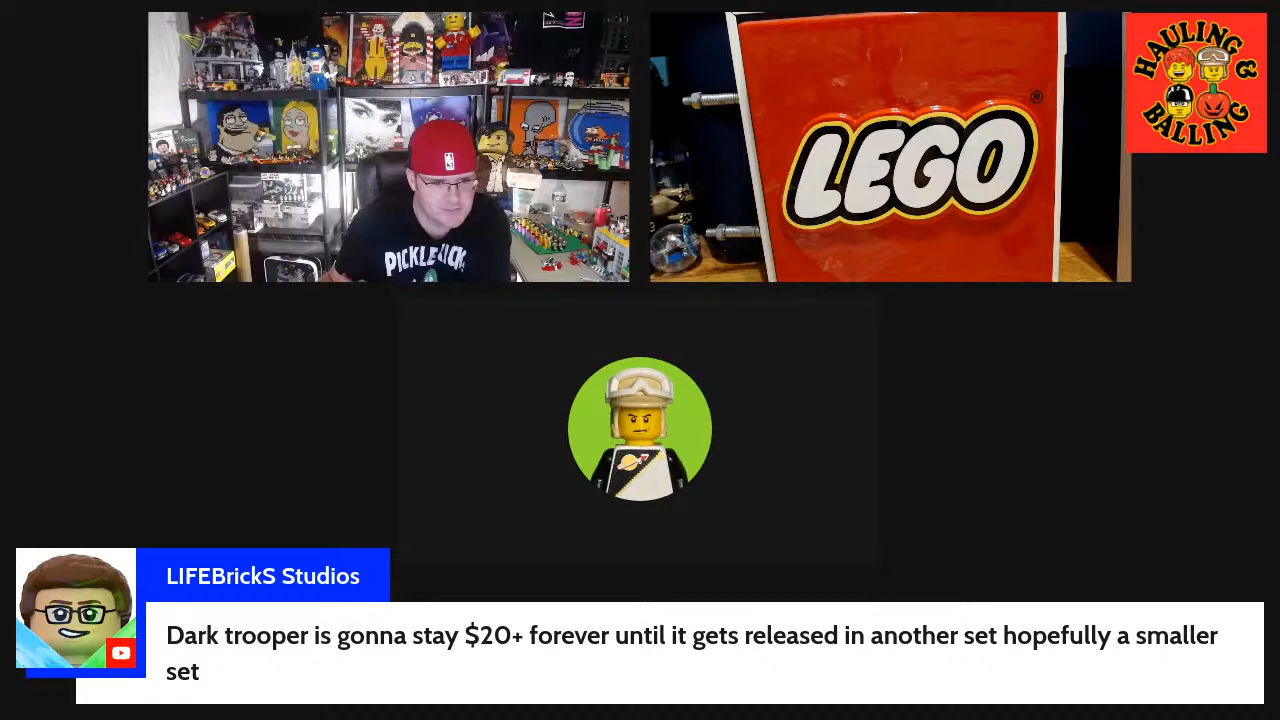 HAULING &
BALLING
LEGO
®
PICKLE RICK
LIFEBrickS Studios
Dark trooper is gonna stay $20+ forever until it gets released in another set hopefully a smaller
set